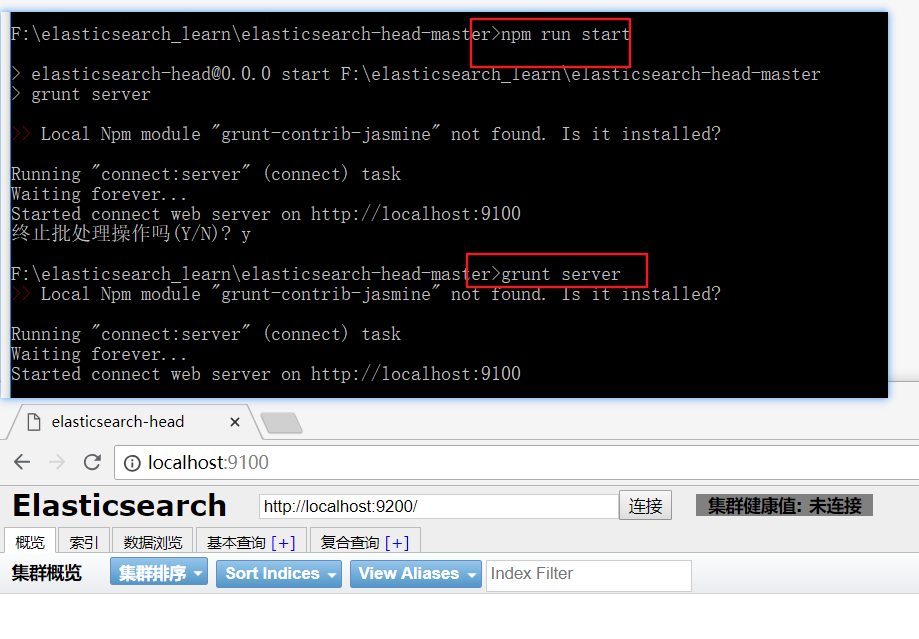 F:\elasticsearch_learn\elasticsearch-head-master>npm run start
> elasticsearch-head@0.0.0 start F:\elasticsearch_learn\elasticsearch-head-master
> grunt server
>> Local Npm module "grunt-contrib-jasmine" not found. Is it installed?
Running "connect:server" (connect) task
Waiting forever...
Started connect web server on http://localhost:9100
终止批处理操作吗(Y/N)? y
F:\elasticsearch_learn\elasticsearch-head-master>grunt server
>> Local Npm module "grunt-contrib-jasmine" not found. Is it installed?
Running "connect:server" (connect) task
Waiting forever...
Started connect web server on http://localhost:9100
elasticsearch-head
localhost:9100
Elasticsearch http://localhost:9200/ 连接 集群健康值: 未连接
概览 索引 数据浏览 基本查询 [+] 复合查询 [+]
集群概览 集群排序 Sort Indices View Aliases Index Filter